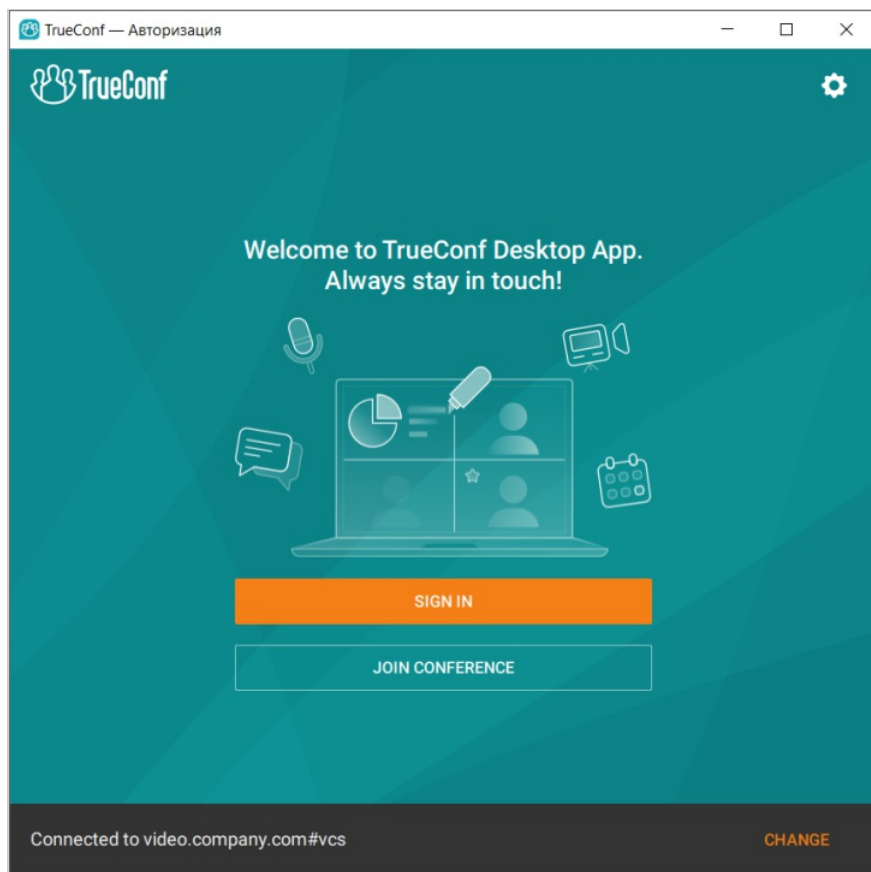 TrueConf — Авторизация
TrueConf
Welcome to TrueConf Desktop App.
Always stay in touch!
SIGN IN
JOIN CONFERENCE
Connected to video.company.com#vcs
CHANGE